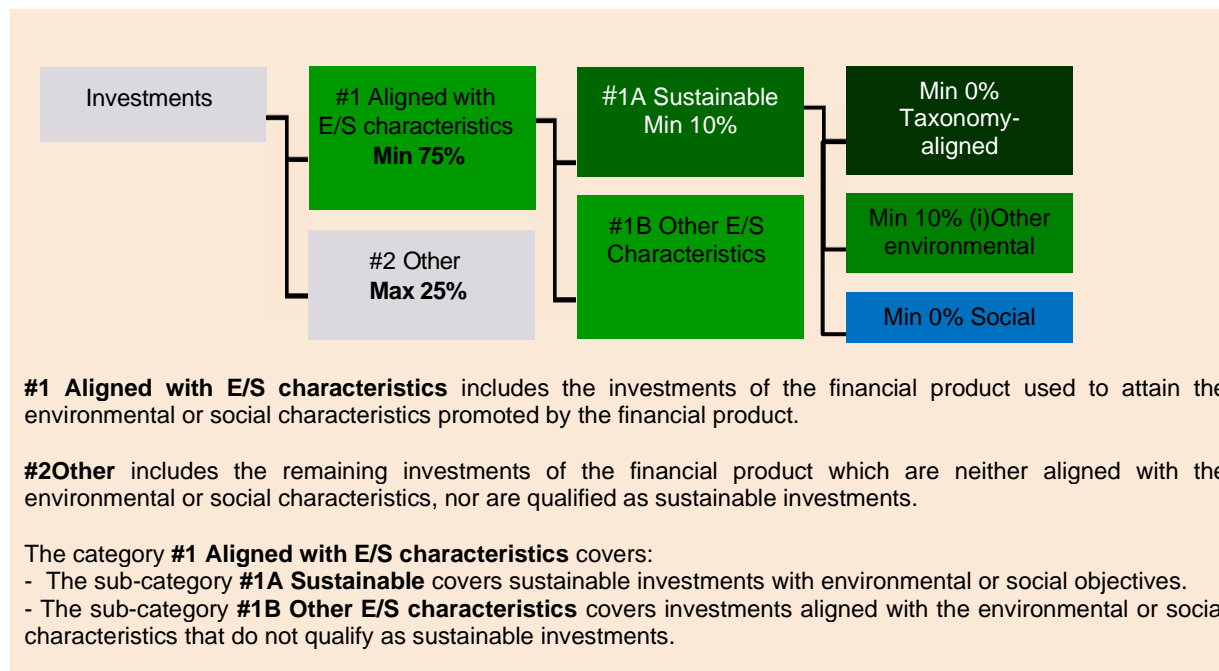 Investments
#1 Aligned with
E/S characteristics
Min 75%
#2 Other
Max 25%
#1A Sustainable
Min 10%
#1B Other E/S
Characteristics
Min 0%
Taxonomy-
aligned
Min 10% (i)Other
environmental
Min 0% Social
#1 Aligned with E/S characteristics includes the investments of the financial product used to attain the
environmental or social characteristics promoted by the financial product.
#2Other includes the remaining investments of the financial product which are neither aligned with the
environmental or social characteristics, nor are qualified as sustainable investments.
The category #1 Aligned with E/S characteristics covers:
- The sub-category #1A Sustainable covers sustainable investments with environmental or social objectives.
- The sub-category #1B Other E/S characteristics covers investments aligned with the environmental or social
characteristics that do not qualify as sustainable investments.